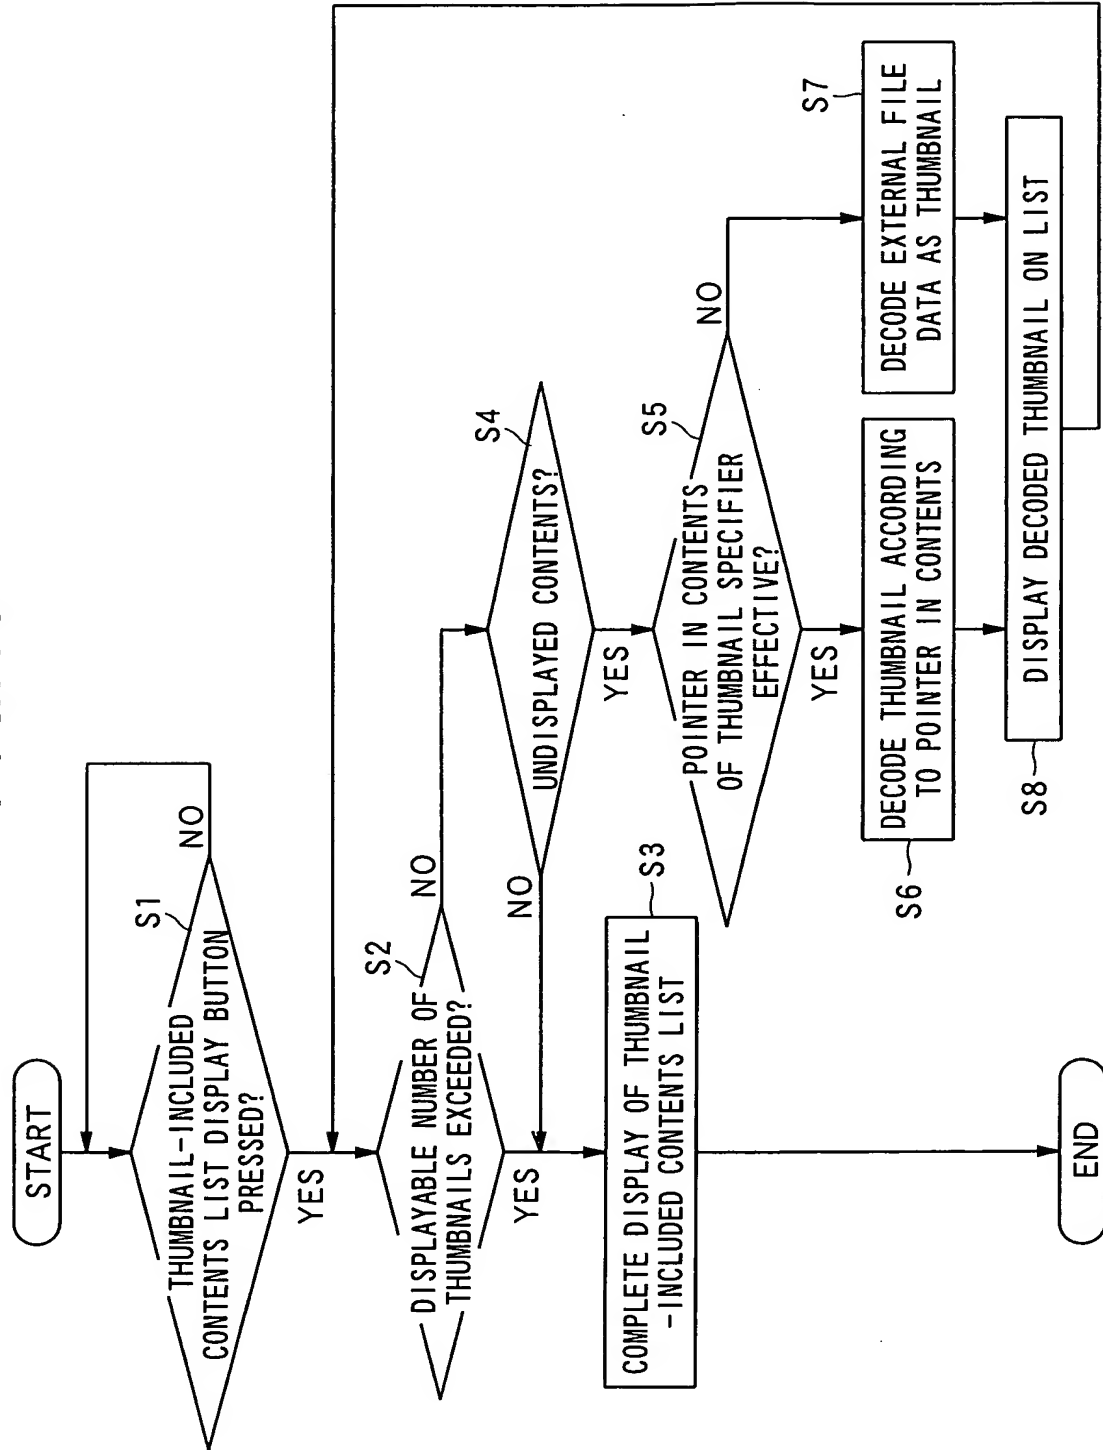 START
S1
THUMBNAIL-INCLUDED
CONTENTS LIST DISPLAY BUTTON
PRESSED?
NO
YES
S2
DISPLAYABLE NUMBER OF
THUMBNAILS EXCEEDED?
NO
YES
S4
UNDISPLAYED CONTENTS?
NO
YES
S3
COMPLETE DISPLAY OF THUMBNAIL
-INCLUDED CONTENTS LIST
S5
POINTER IN CONTENTS
OF THUMBNAIL SPECIFIER
EFFECTIVE?
NO
YES
S6
DECODE THUMBNAIL ACCORDING
TO POINTER IN CONTENTS
S7
DECODE EXTERNAL FILE
DATA AS THUMBNAIL
S8
DISPLAY DECODED THUMBNAIL ON LIST
END